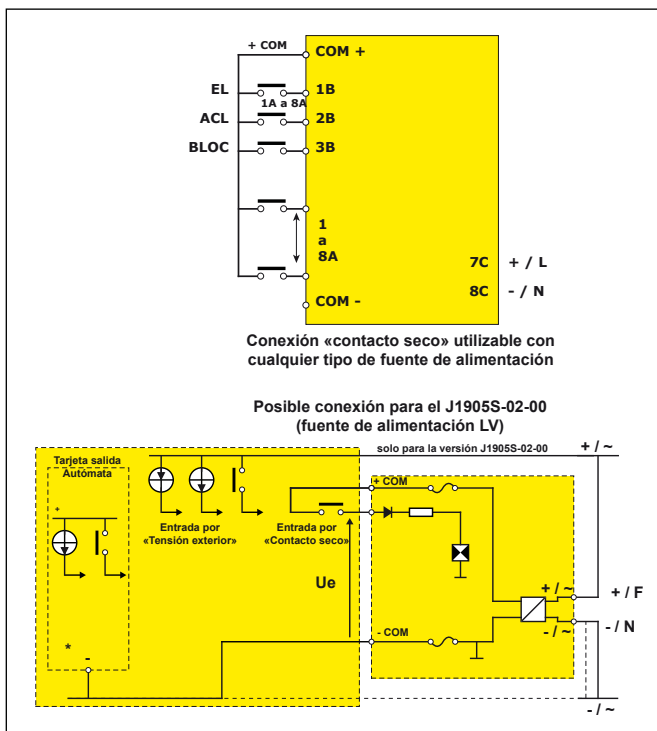 + COM
COM +
EL
1B
1A a 8A
ACL
2B
BLOC
3B
1
a
8A
7C
+ / L
8C
- / N
COM -
Conexión «contacto seco» utilizable con
cualquier tipo de fuente de alimentación
Posible conexión para el J1905S-02-00
(fuente de alimentación LV)
solo para la versión J1905S-02-00
+ / ~
Tarjeta salida
Autómata
+
+ COM
Entrada por
«Tensión exterior»
Entrada por
«Contacto seco»
Ue
+ / ~
+ / F
- / ~
- / N
- COM
*
-
- / ~